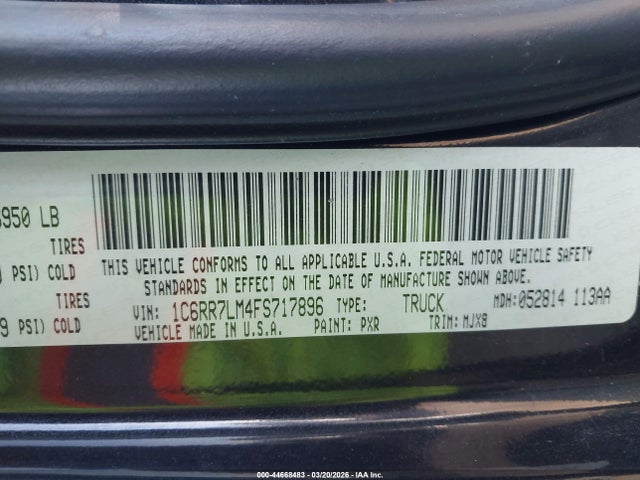 950 LB
TIRES
PSI) COLD
TIRES
PSI) COLD
THIS VEHICLE CONFORMS TO ALL APPLICABLE U.S.A. FEDERAL MOTOR VEHICLE SAFETY
STANDARDS IN EFFECT ON THE DATE OF MANUFACTURE SHOWN ABOVE.
VIN: 1C6RR7LM4FS717896 TYPE: TRUCK MDH: 052814 113AA
VEHICLE MADE IN U.S.A. PAINT: PXR TRIM: MJX8
000-44668483 - 03/20/2026 - IAA Inc.